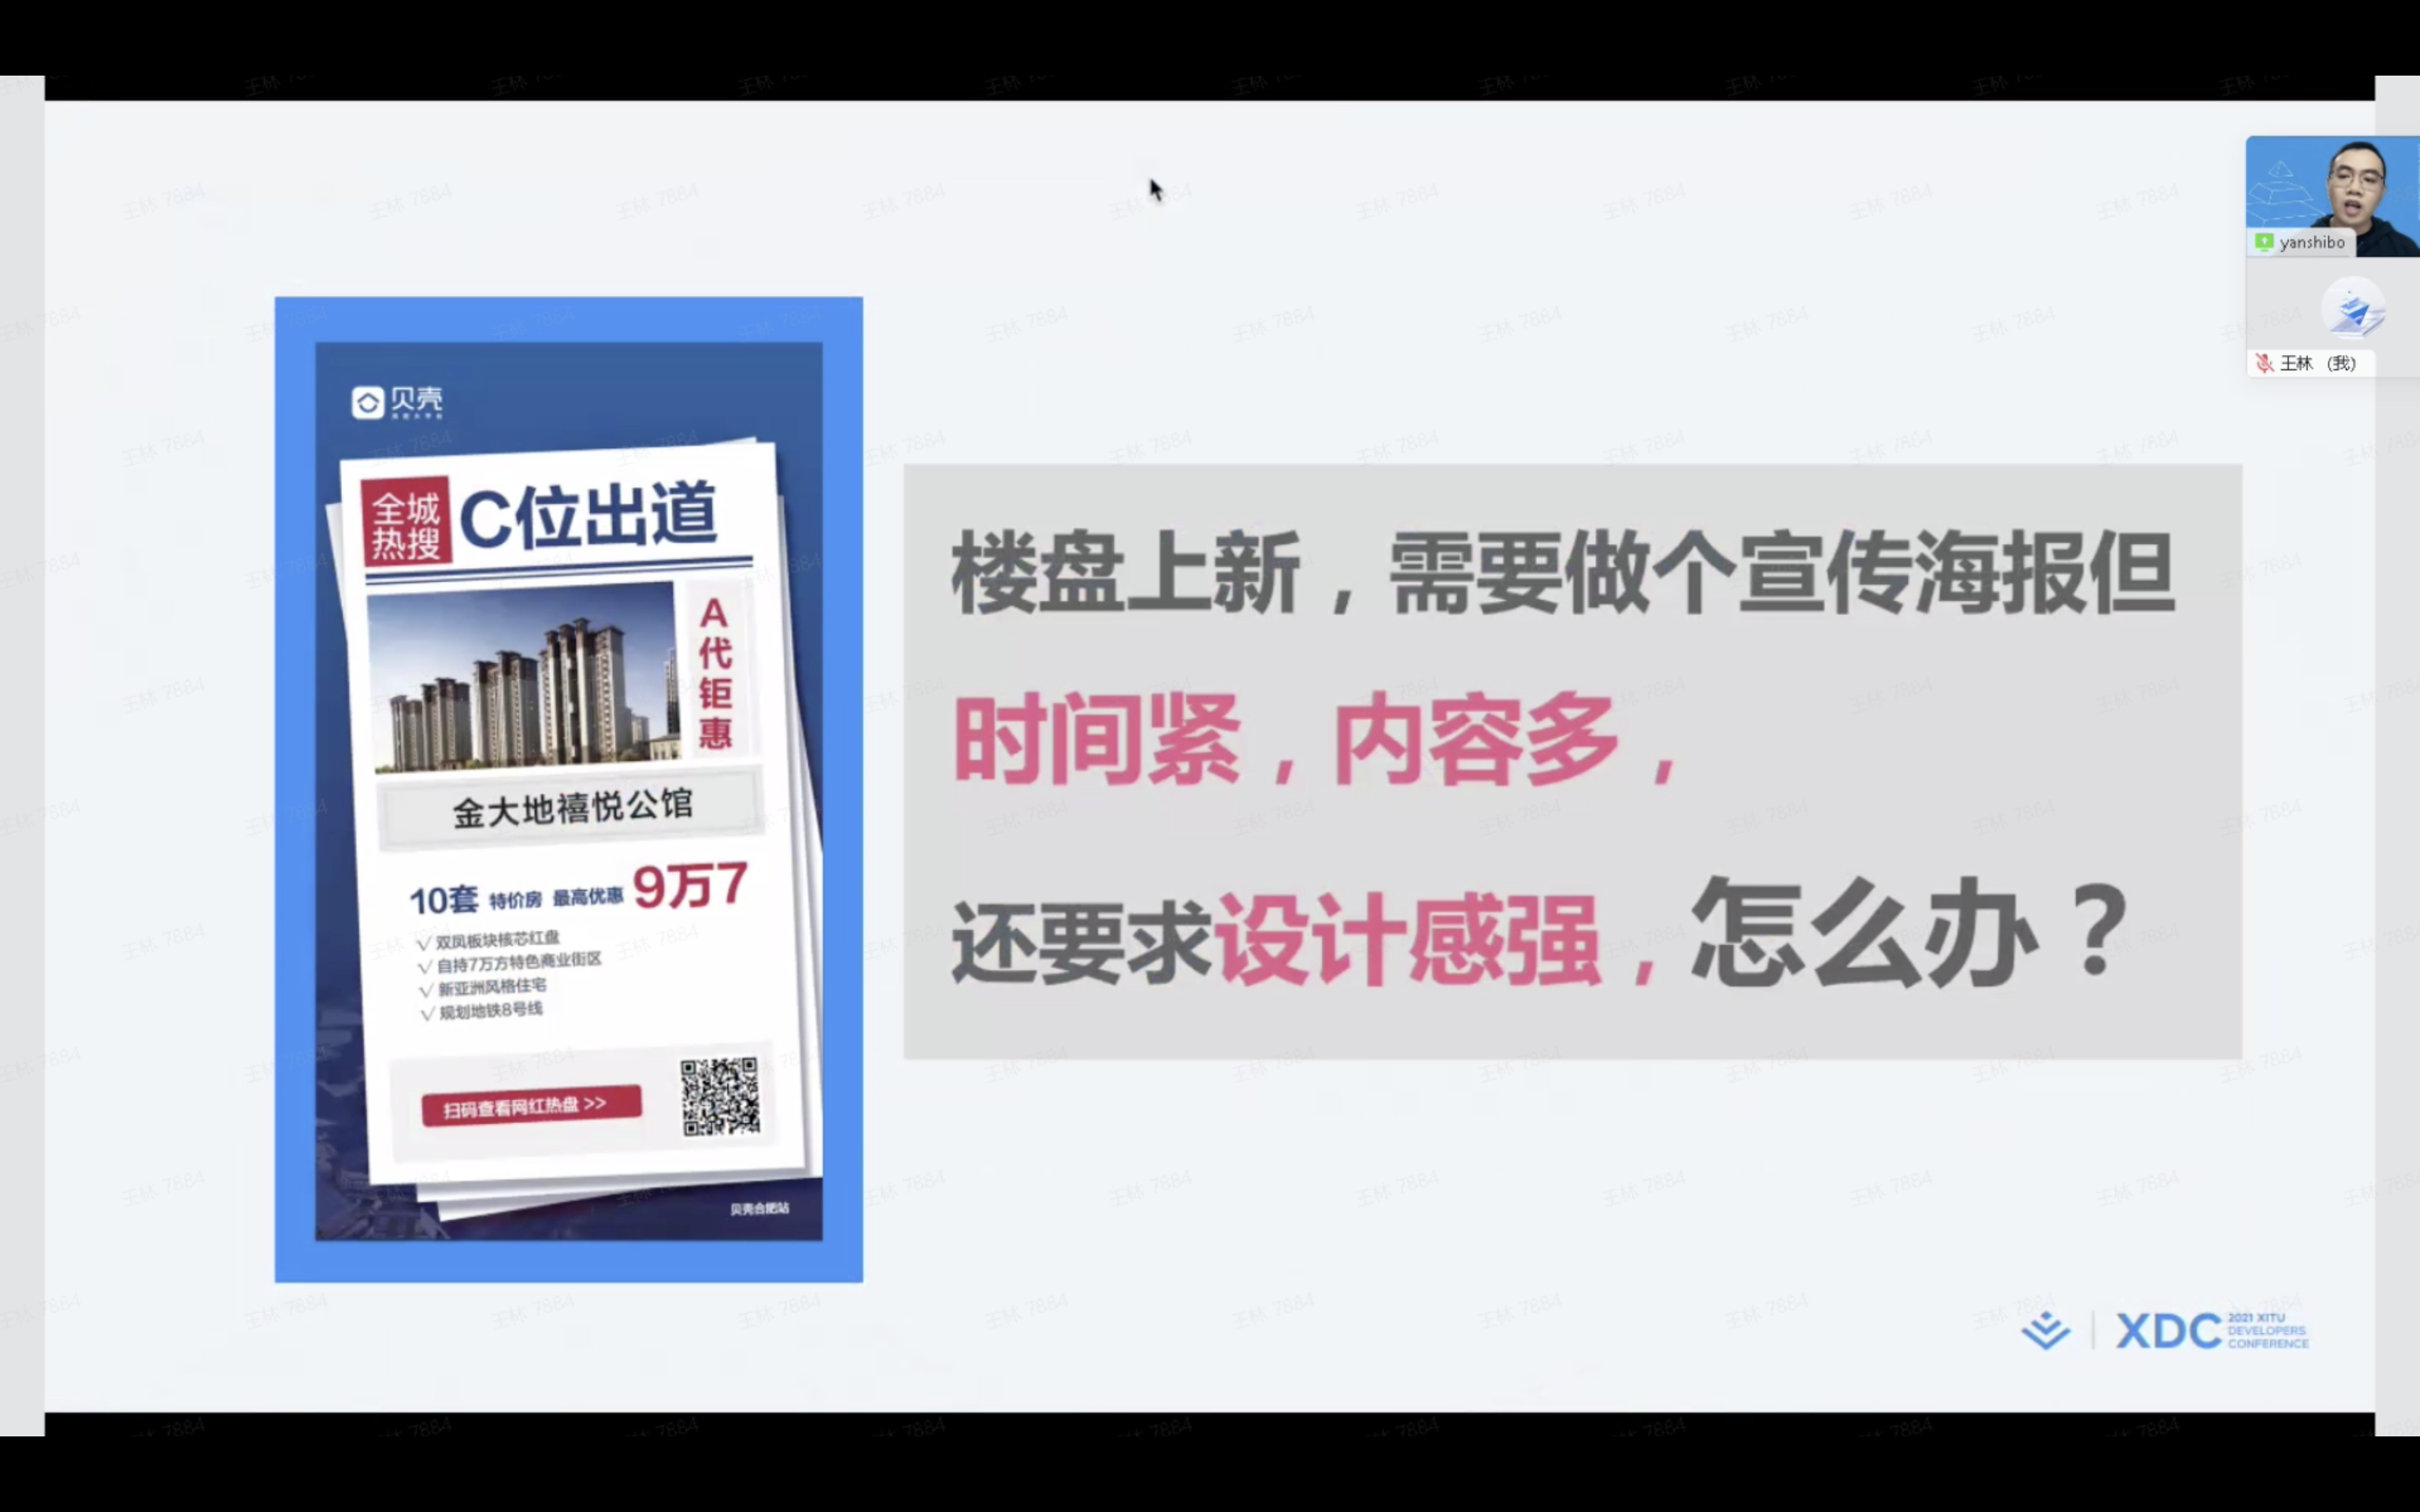 贝壳
全城
热搜
C位出道
A
代
钜
惠
金大地禧悦公馆
10套 特价房 最高优惠 9万7
√ 双凤板块核芯红盘
√ 自持7万方特色商业街区
√ 新亚洲风格住宅
√ 规划地铁8号线
扫码查看网红热盘 >>
贝壳合肥站
楼盘上新，需要做个宣传海报但
时间紧，内容多，
还要求设计感强，怎么办？
yanshibo
王林 （我）
XDC
2021 XITU
DEVELOPERS
CONFERENCE
王林 7884